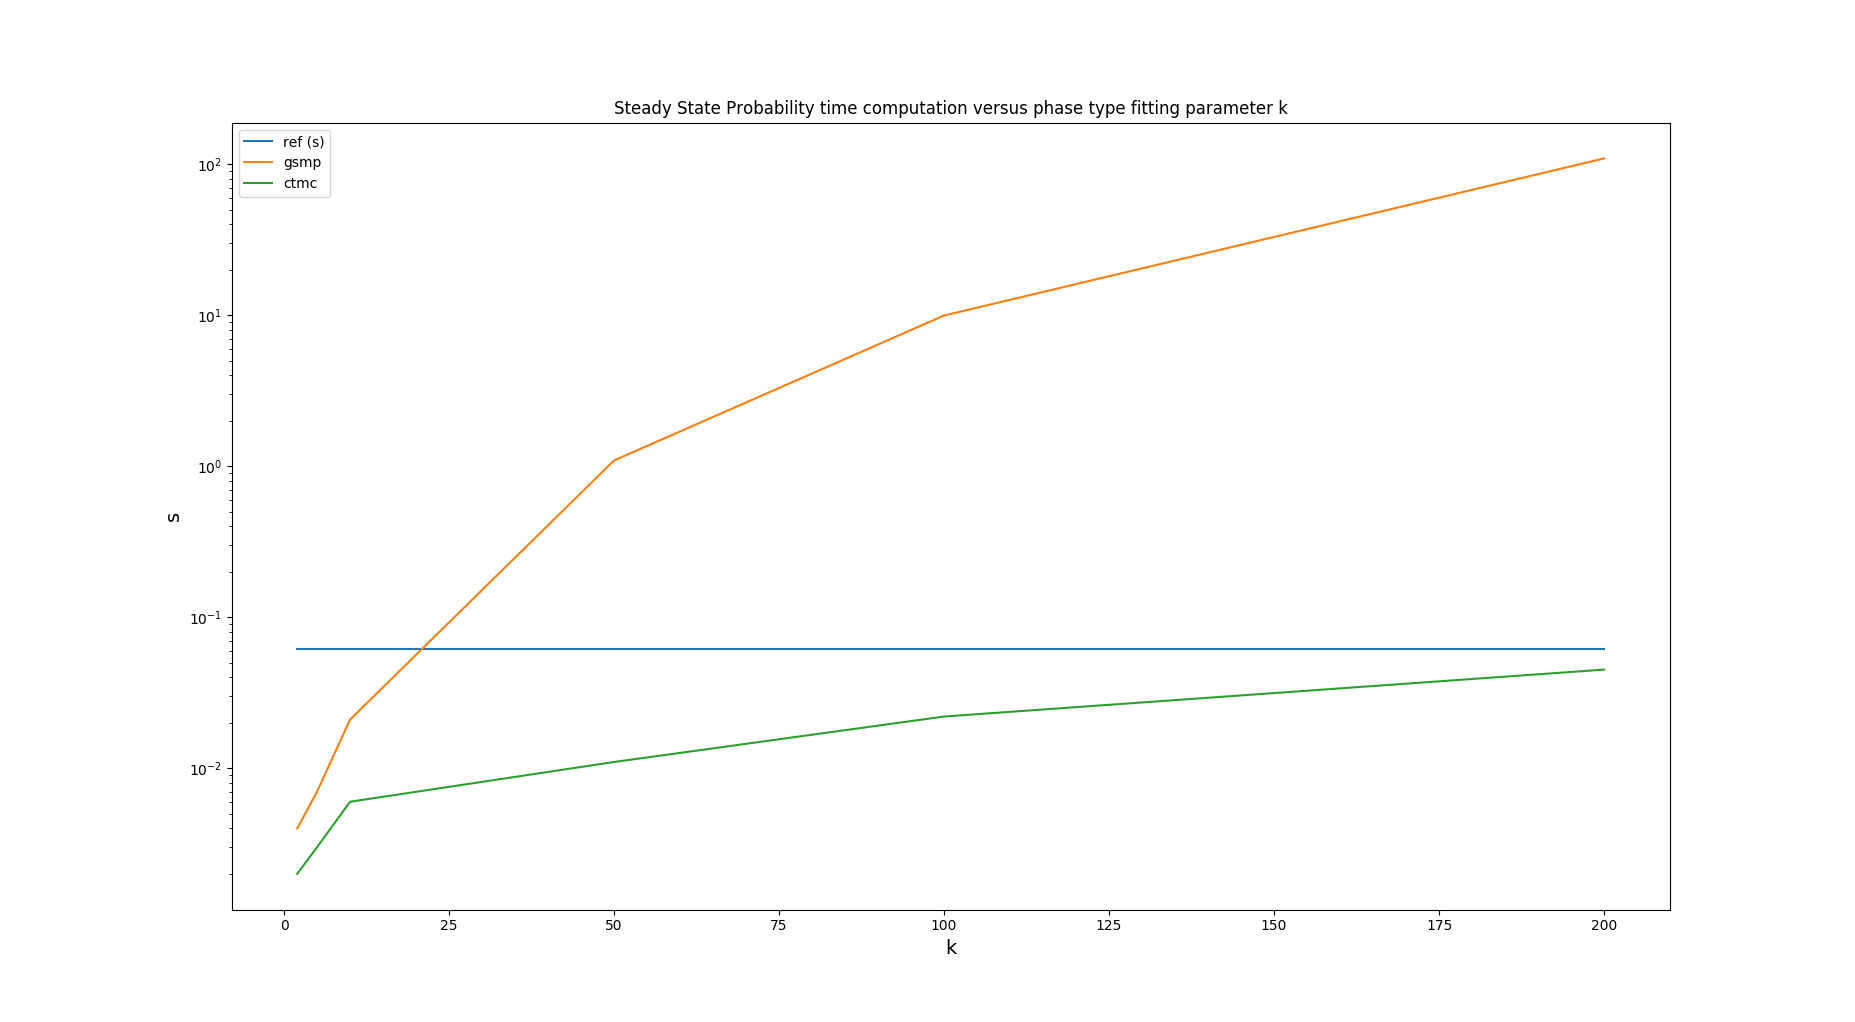 Steady State Probability time computation versus phase type fitting parameter k
ref (s)
gsmp
ctmc
10²
10¹
10⁰
10⁻¹
10⁻²
s
0 25 50 75 100 125 150 175 200
k